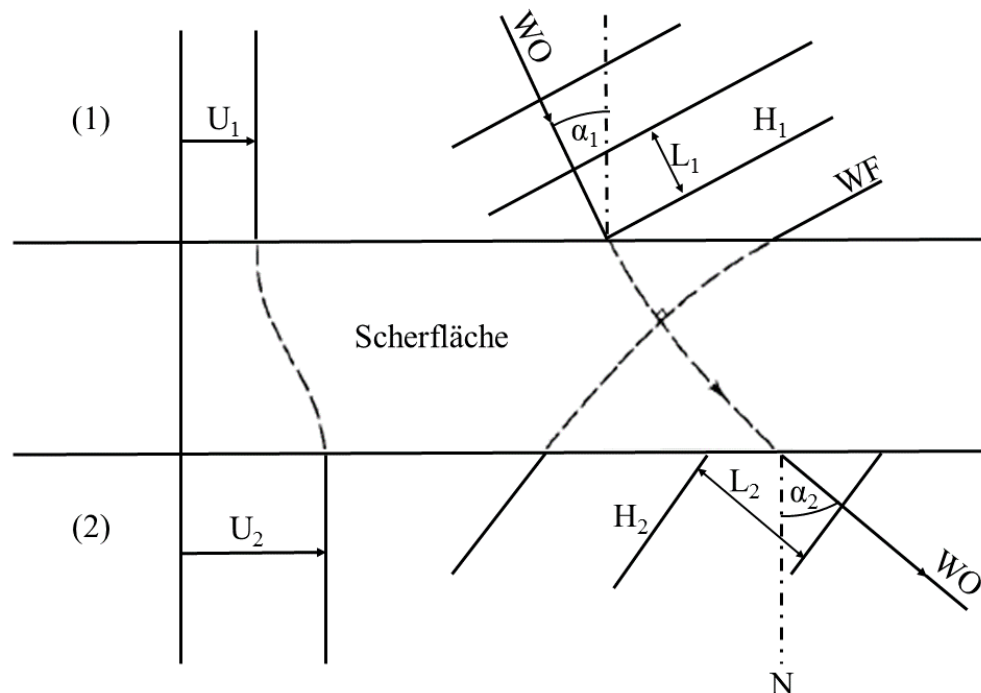 WO
(1)
U₁
α₁
H₁
L₁
WF
Scherfläche
L₂
α₂
H₂
(2)
U₂
WO
N